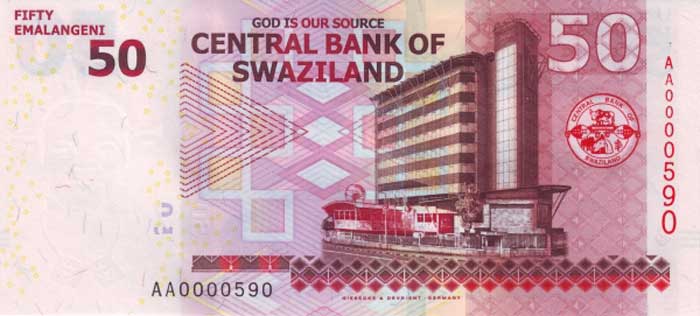 FIFTY
EMALANGENI
50
GOD IS OUR SOURCE
CENTRAL BANK OF
SWAZILAND
50
AA0000590
CENTRAL BANK OF
SWAZILAND
AA0000590
GIESECKE & DEVRIENT - GERMANY